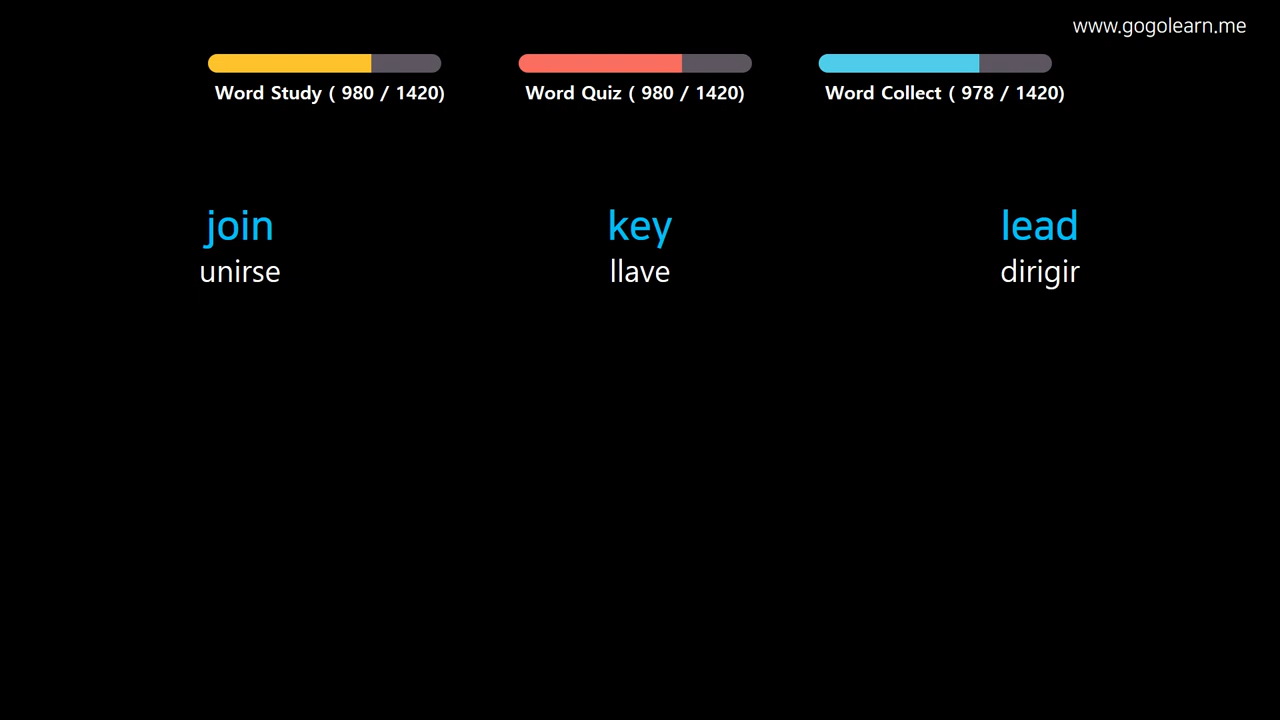 www.gogolearn.me
Word Study ( 980 / 1420)
Word Quiz ( 980 / 1420)
Word Collect ( 978 / 1420)
join
key
lead
unirse
llave
dirigir